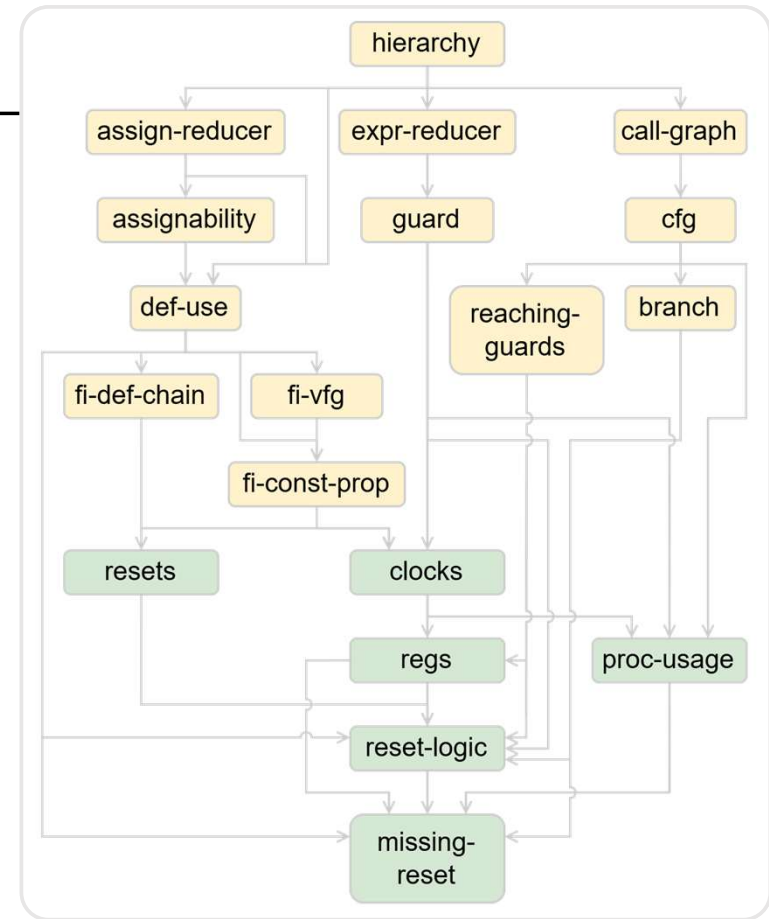 hierarchy
assign-reducer
expr-reducer
call-graph
assignability
guard
cfg
def-use
reaching-
guards
branch
fi-def-chain
fi-vfg
fi-const-prop
resets
clocks
regs
proc-usage
reset-logic
missing-
reset